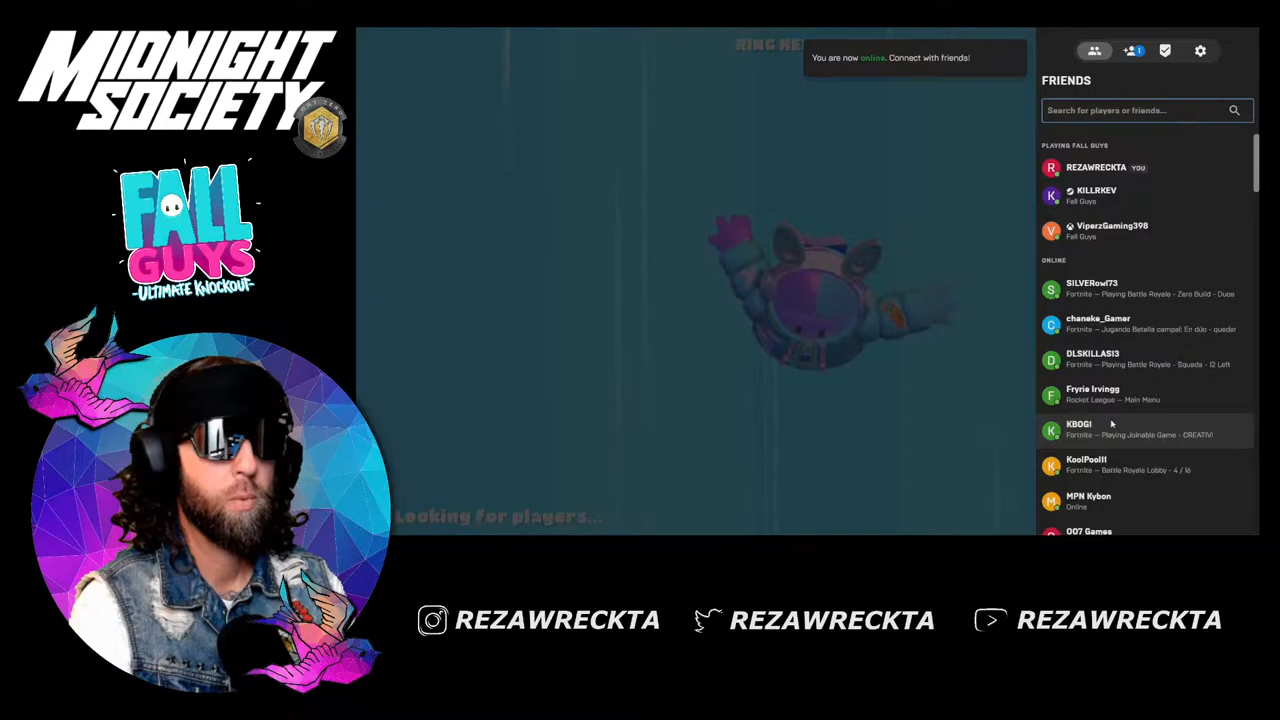 MIDNIGHT
SOCIETY
FALL
GUYS
-ULTIMATE KNOCKOUT-
You are now online. Connect with friends!
Looking for players...
1
FRIENDS
Search for players or friends...
PLAYING FALL GUYS
R REZAWRECKTA YOU
K KILLRKEV
Fall Guys
V ViperzGaming398
Fall Guys
ONLINE
S SILVERowl73
Fortnite — Playing Battle Royale - Zero Build - Duos
C chaneke_Gamer
Fortnite — Jugando Batalla campal: En dúo - quedar
D DLSKILLAS13
Fortnite — Playing Battle Royale - Squads - 12 Left
F Fryrie Irvingg
Rocket League — Main Menu
K KBOGI
Fortnite — Playing Joinable Game - CREATIVI
K KoolPoolll
Fortnite — Battle Royale Lobby - 4 / 16
M MPN Kybon
Online
007 Games
REZAWRECKTA
REZAWRECKTA
REZAWRECKTA